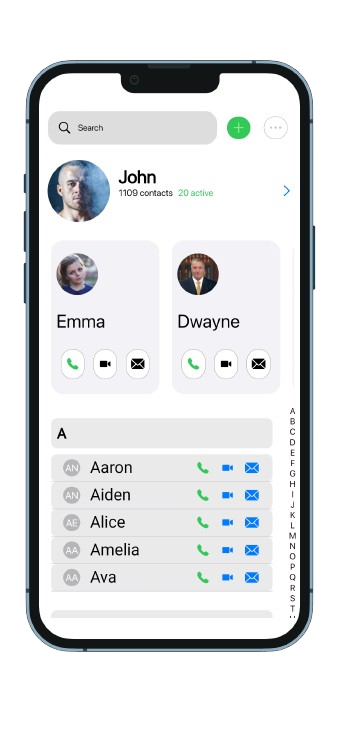 Search
John
1109 contacts 20 active
Emma
Dwayne
A
AN Aaron
AN Aiden
AE Alice
AA Amelia
AA Ava
A
B
C
D
E
F
G
H
I
J
K
L
M
N
O
P
Q
R
S
T